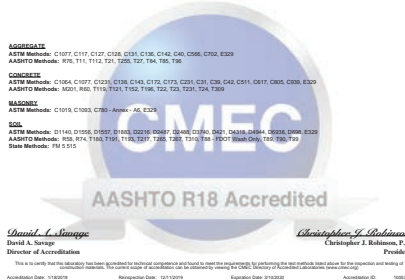 AGGREGATE
ASTM Methods: C1077, C117, C127, C128, C131, C136, C142, C40, C566, C702, E329
AASHTO Methods: R76, T11, T112, T21, T255, T27, T84, T85, T96
CONCRETE
ASTM Methods: C1064, C1077, C1231, C138, C143, C172, C173, C231, C31, C39, C42, C511, C617, C805, C939, E329
AASHTO Methods: M201, R60, T119, T121, T152, T196, T22, T23, T231, T24, T309
MASONRY
ASTM Methods: C1019, C1093, C780 - Annex - A6, E329
SOIL
ASTM Methods: D1140, D1556, D1557, D1883, D2216, D2487, D2488, D3740, D421, D4318, D4944, D6938, D698, E329
AASHTO Methods: R58, R74, T180, T191, T193, T217, T265, T267, T310, T88 - FDOT Wash Only, T89, T90, T99
State Methods: FM 5 515
CMEC
AASHTO R18 Accredited
David A. Savage Christopher J. Robinso
David A. Savage Christopher J. Robinson, P.
Director of Accreditation Preside
This is to certify that this laboratory has been accredited for technical competence and found to meet the requirements for performing the test methods listed above for the inspection and testing of
construction materials. The current scope of accreditation can be obtained by viewing the CMEC Directory of Accredited Laboratories (www.cmec.org)
Accreditation Date: 1/18/2018 Reinspection Date: 12/11/2019 Expiration Date: 3/10/2020 Accreditation ID: